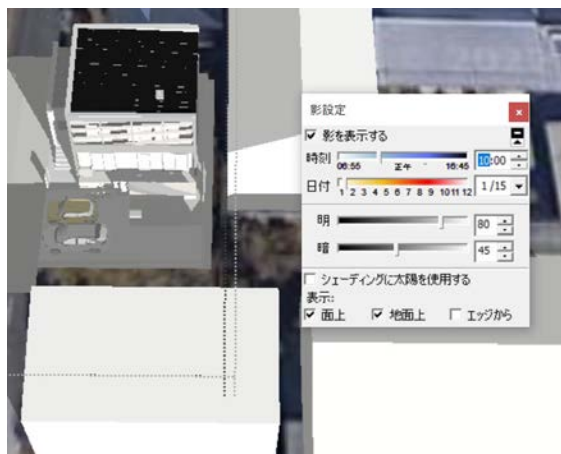 影設定
影を表示する
時刻 06:55 正午 16:45 10:00
日付 1 2 3 4 5 6 7 8 9 10 11 12 1/15
明 80
暗 45
シェーディングに太陽を使用する
表示:
面上 地面上 エッジから